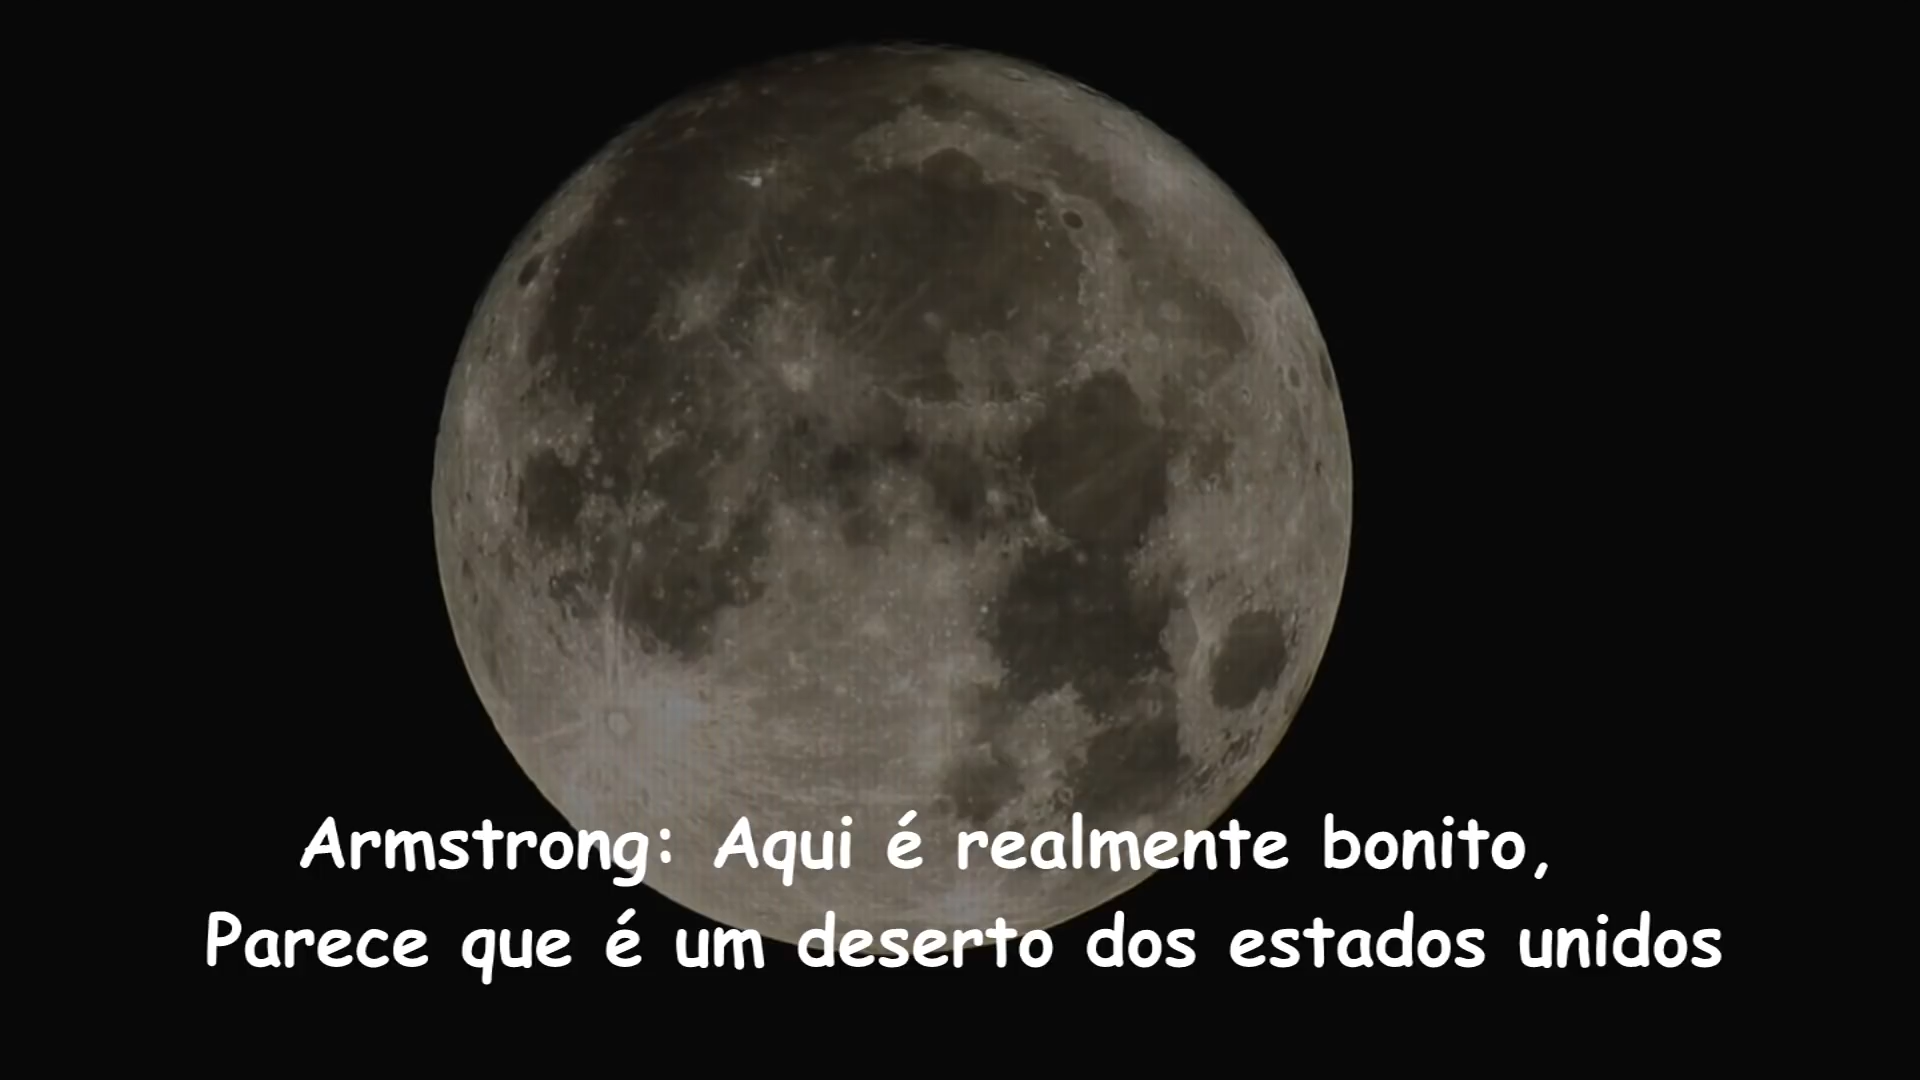 Armstrong: Aqui é realmente bonito,
Parece que é um deserto dos estados unidos